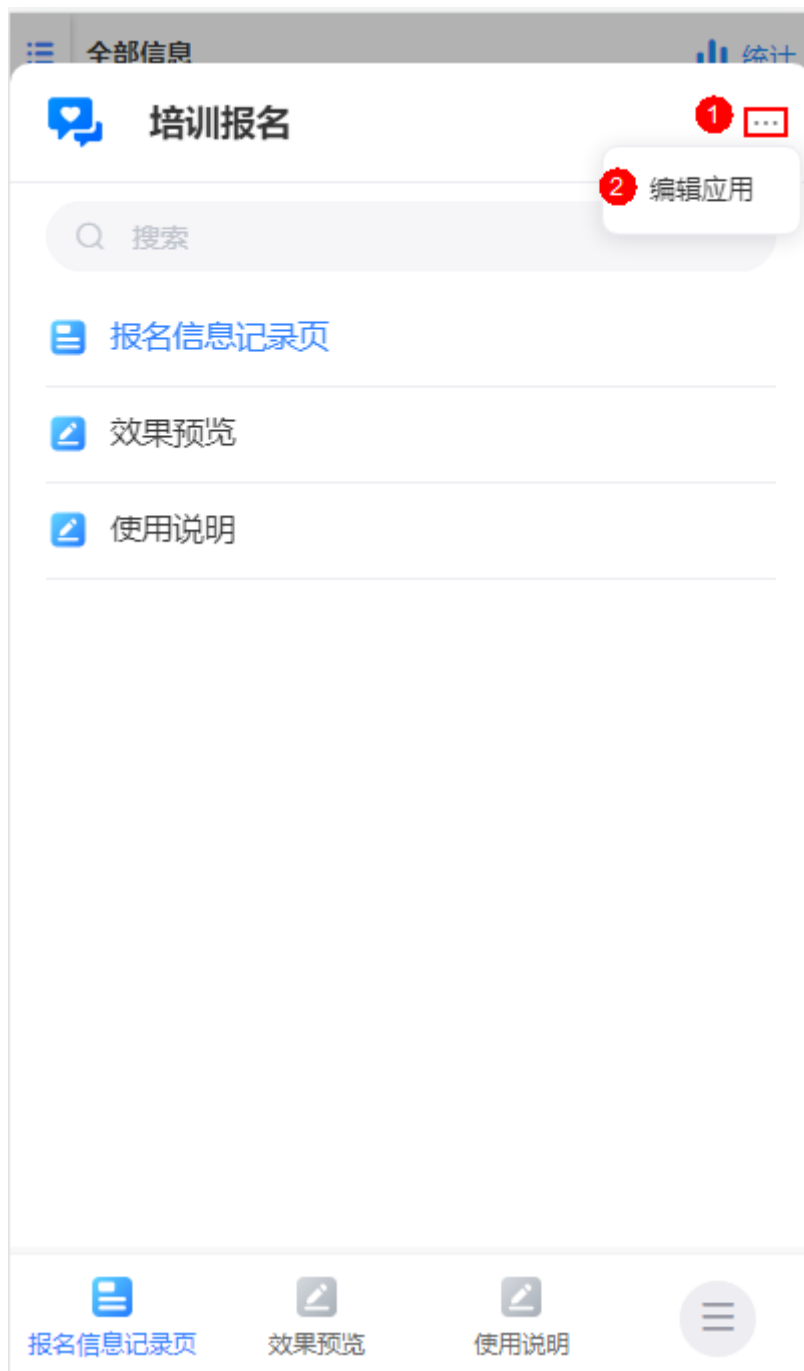 全部信息
统计
培训报名
1
...
2
编辑应用
搜索
报名信息记录页
效果预览
使用说明
报名信息记录页
效果预览
使用说明